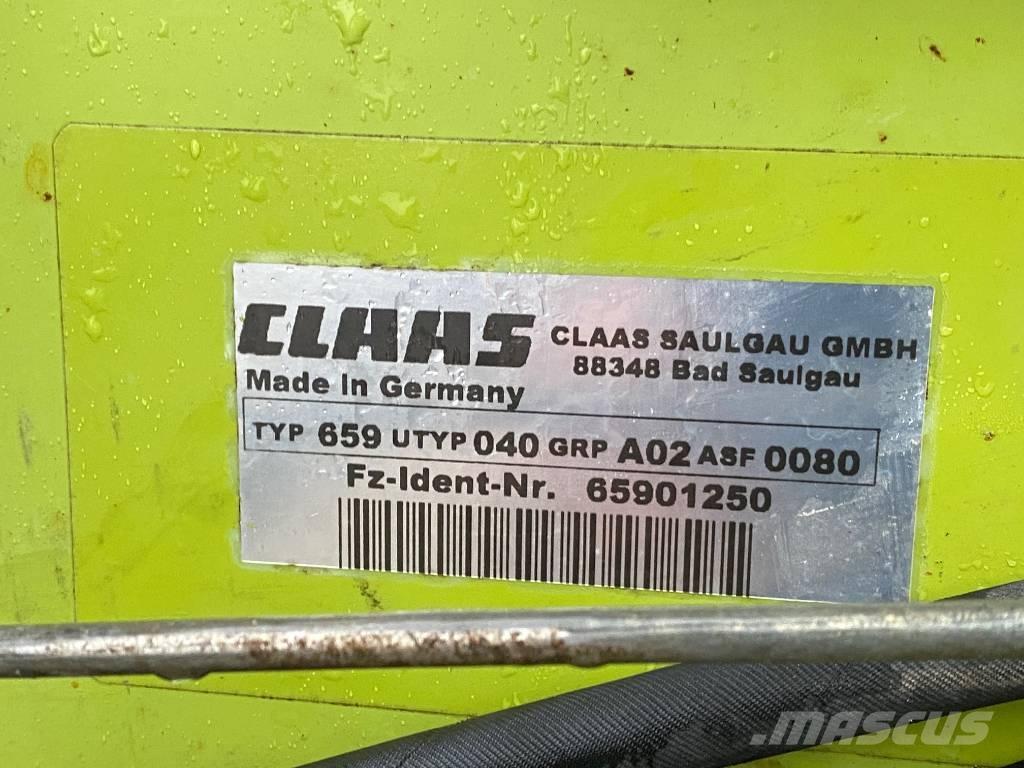 CLAAS
CLAAS SAULGAU GMBH
88348 Bad Saulgau
Made in Germany
TYP 659 UTYP 040 GRP A02 ASF 0080
Fz-Ident-Nr. 65901250
MASCUS